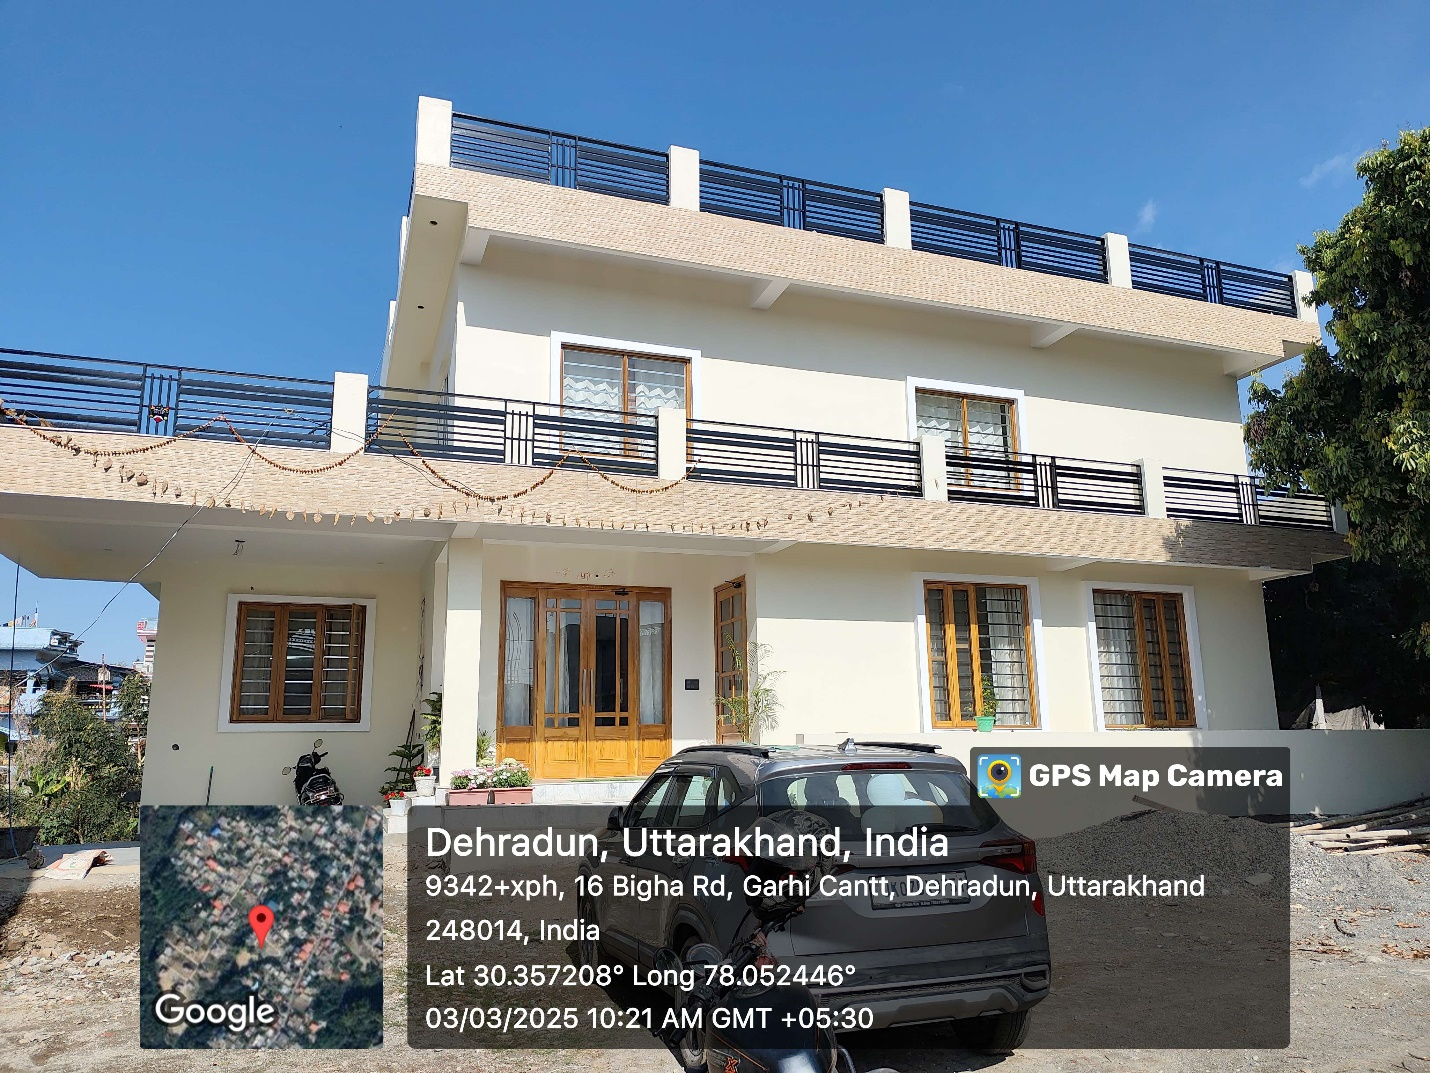 GPS Map Camera
Dehradun, Uttarakhand, India
9342+xph, 16 Bigha Rd, Garhi Cantt, Dehradun, Uttarakhand
248014, India
Lat 30.357208° Long 78.052446°
03/03/2025 10:21 AM GMT +05:30
Google